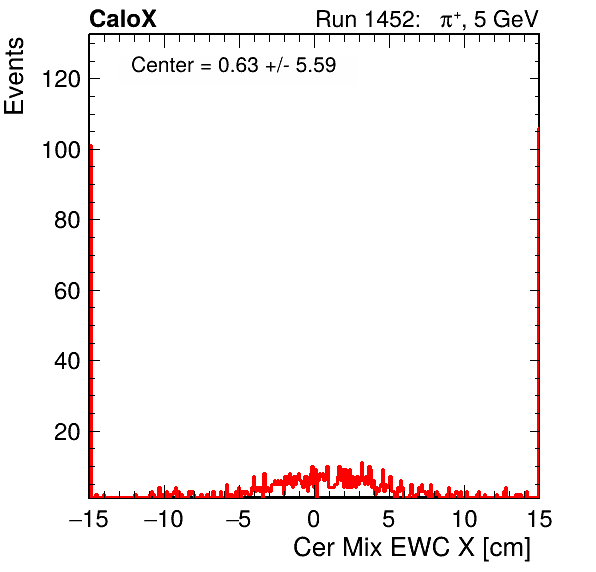 CaloX Run 1452: π⁺, 5 GeV
Center = 0.63 +/- 5.59
Events
120
100
80
60
40
20
−15 −10 −5 0 5 10 15
Cer Mix EWC X [cm]